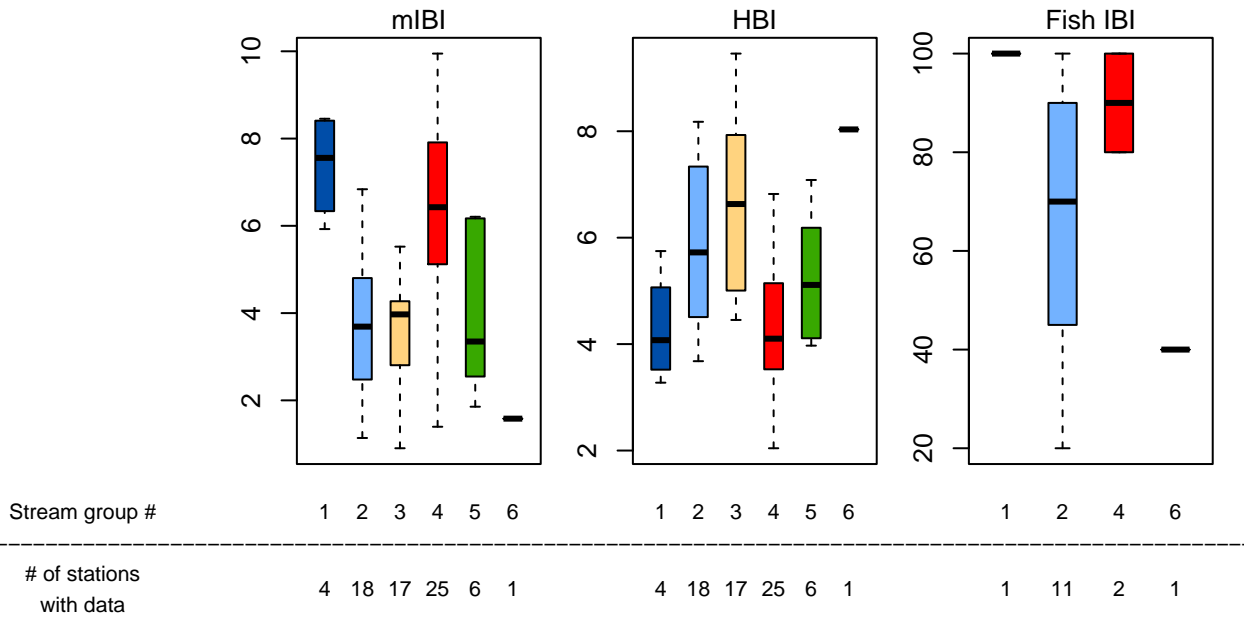 mIBI HBI Fish IBI
10
8
6
4
2
8
6
4
2
100
80
60
40
20
Stream group # 1 2 3 4 5 6 1 2 3 4 5 6 1 2 4 6
# of stations
with data
4 18 17 25 6 1 4 18 17 25 6 1 1 11 2 1